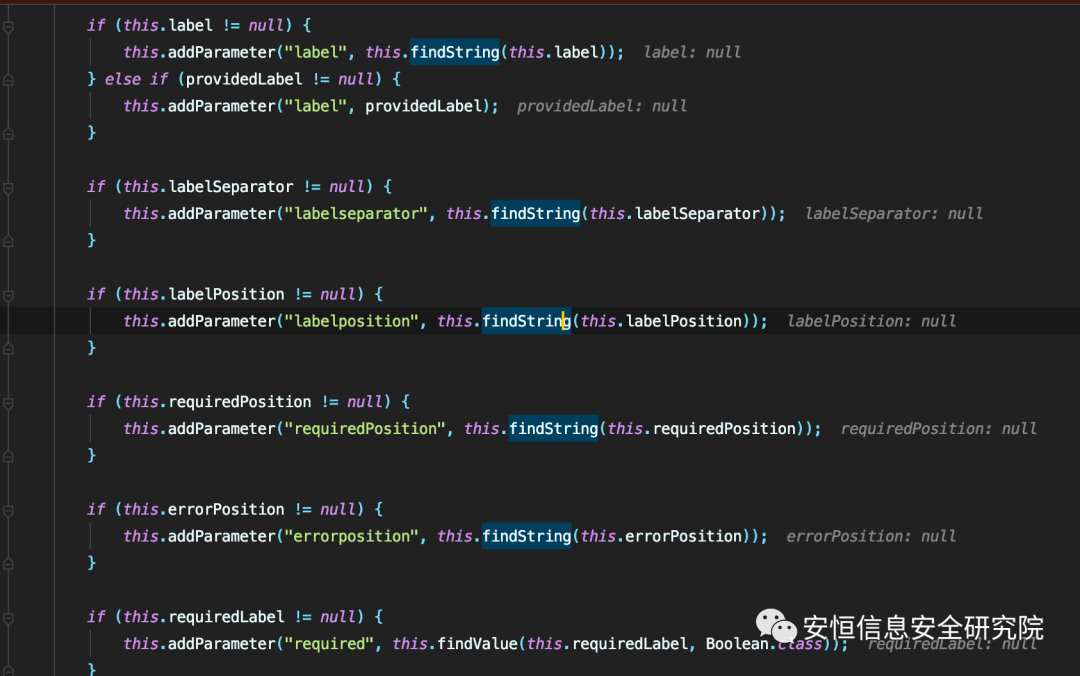 if (this.label != null) {
this.addParameter("label", this.findString(this.label)); label: null
} else if (providedLabel != null) {
this.addParameter("label", providedLabel); providedLabel: null
}
if (this.labelSeparator != null) {
this.addParameter("labelseparator", this.findString(this.labelSeparator)); labelSeparator: null
}
if (this.labelPosition != null) {
this.addParameter("labelposition", this.findString(this.labelPosition)); labelPosition: null
}
if (this.requiredPosition != null) {
this.addParameter("requiredPosition", this.findString(this.requiredPosition)); requiredPosition: null
}
if (this.errorPosition != null) {
this.addParameter("errorposition", this.findString(this.errorPosition)); errorPosition: null
}
if (this.requiredLabel != null) {
this.addParameter("required", this.findValue(this.requiredLabel, Boolean.class)); requiredLabel: null
}
安恒信息安全研究院